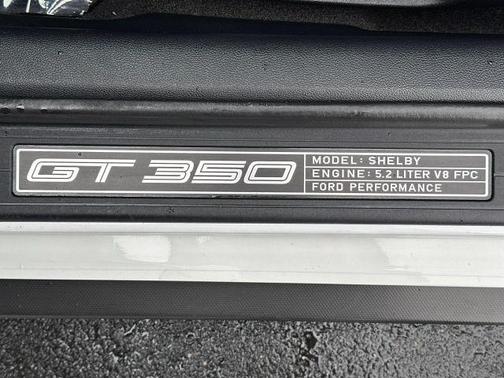 GT 350
MODEL: SHELBY
ENGINE: 5.2 LITER V8 FPC
FORD PERFORMANCE